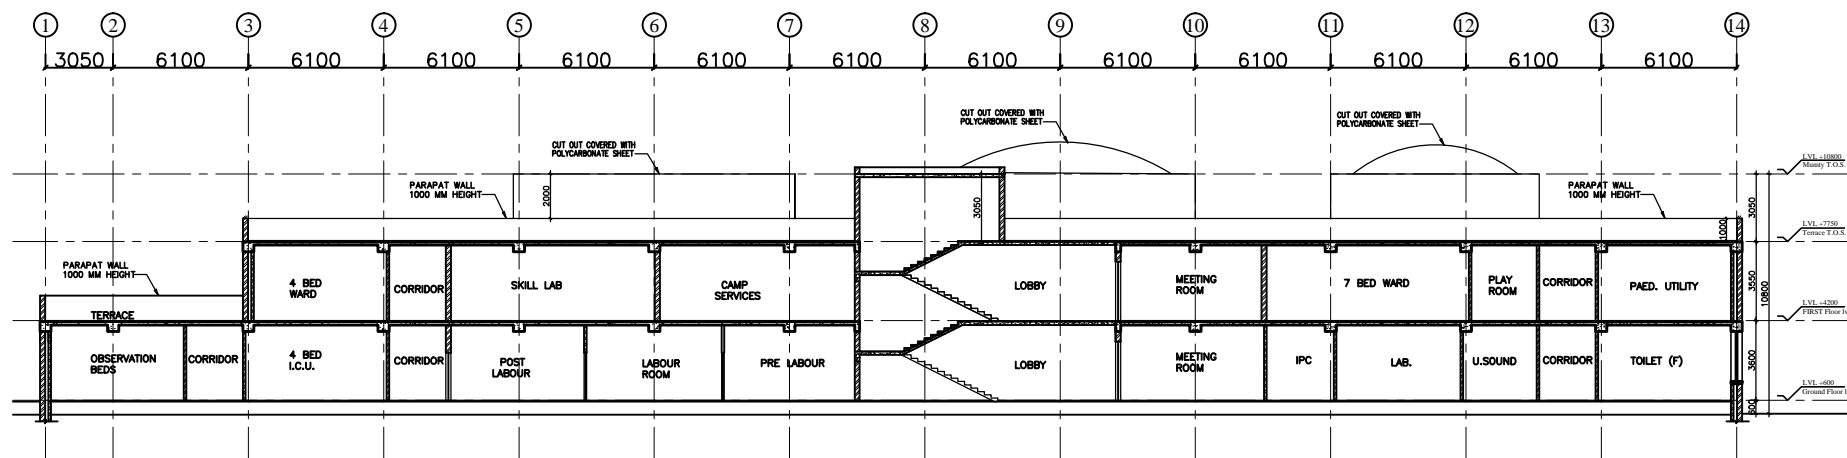 1 2 3 4 5 6 7 8 9 10 11 12 13 14
3050 6100 6100 6100 6100 6100 6100 6100 6100 6100 6100 6100 6100
CUT OUT COVERED WITH
POLYCARBONATE SHEET
CUT OUT COVERED WITH
POLYCARBONATE SHEET
CUT OUT COVERED WITH
POLYCARBONATE SHEET
PARAPAT WALL
1000 MM HEIGHT
2000
3050
PARAPAT WALL
1000 MM HEIGHT
1000
3050
LVL +10800
Mumty T.O.S.
LVL +7750
Terrace T.O.S.
PARAPAT WALL
1000 MM HEIGHT
TERRACE
4 BED
WARD
CORRIDOR
SKILL LAB
CAMP
SERVICES
LOBBY
MEETING
ROOM
7 BED WARD
PLAY
ROOM
CORRIDOR
PAED. UTILITY
3550
10800
LVL +4200
FIRST Floor lv
OBSERVATION
BEDS
CORRIDOR
4 BED
I.C.U.
CORRIDOR
POST
LABOUR
LABOUR
ROOM
PRE LABOUR
LOBBY
MEETING
ROOM
IPC
LAB.
U.SOUND
CORRIDOR
TOILET (F)
3600
600
LVL +600
Ground Floor l